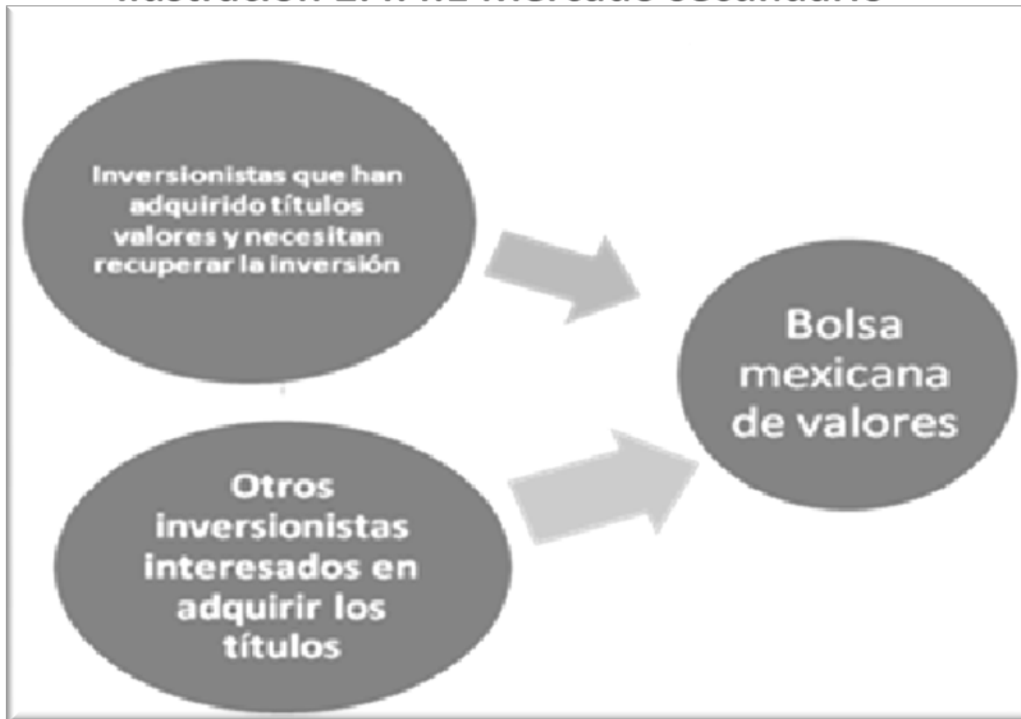 Inversionistas que han
adquirido títulos
valores y necesitan
recuperar la inversión
Bolsa
mexicana
de valores
Otros
inversionistas
interesados en
adquirir los
títulos